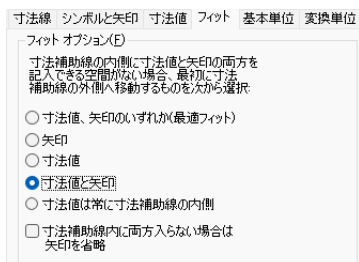 寸法線 シンボルと矢印 寸法値 フィット 基本単位 変換単位
フィット オプション(F)
寸法補助線の内側に寸法値と矢印の両方を
記入できる空間がない場合、最初に寸法
補助線の外側へ移動するものを次から選択:
寸法値、矢印のいずれか(最適フィット)
矢印
寸法値
寸法値と矢印
寸法値は常に寸法補助線の内側
寸法補助線内に両方入らない場合は
矢印を省略